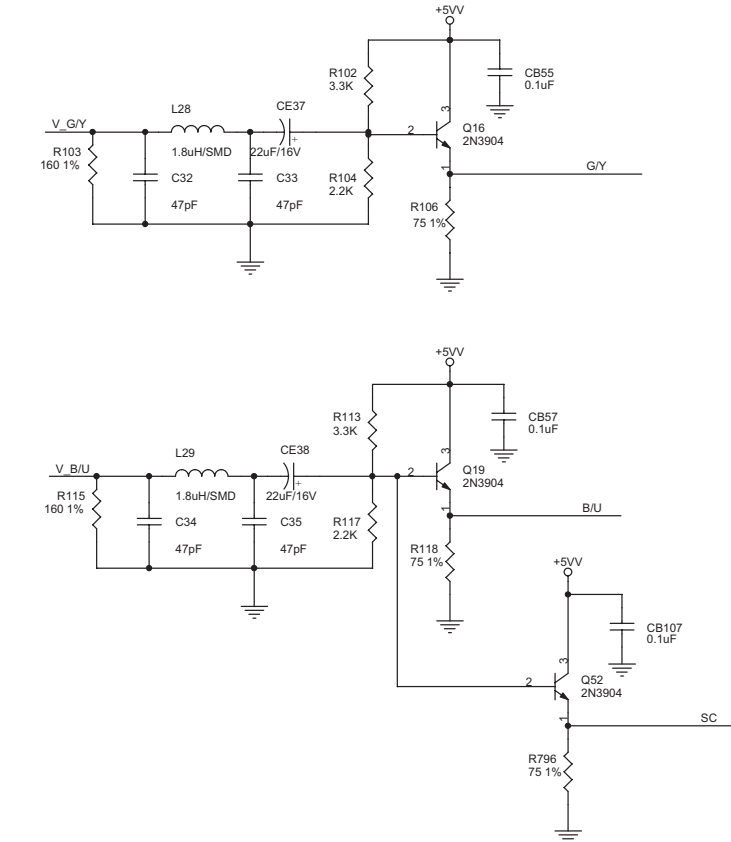 +5VV
R102
3.3K
CB55
0.1uF
L28
CE37
3
V_G/Y
2
Q16
2N3904
R103
160 1%
1.8uH/SMD
22uF/16V
+
C32
C33
R104
2.2K
1
G/Y
47pF
47pF
R106
75 1%
+5VV
R113
3.3K
CB57
0.1uF
L29
CE38
3
V_B/U
2
Q19
2N3904
R115
160 1%
1.8uH/SMD
22uF/16V
+
C34
C35
R117
2.2K
1
B/U
47pF
47pF
R118
75 1%
+5VV
CB107
0.1uF
3
2
Q52
2N3904
1
SC
R796
75 1%